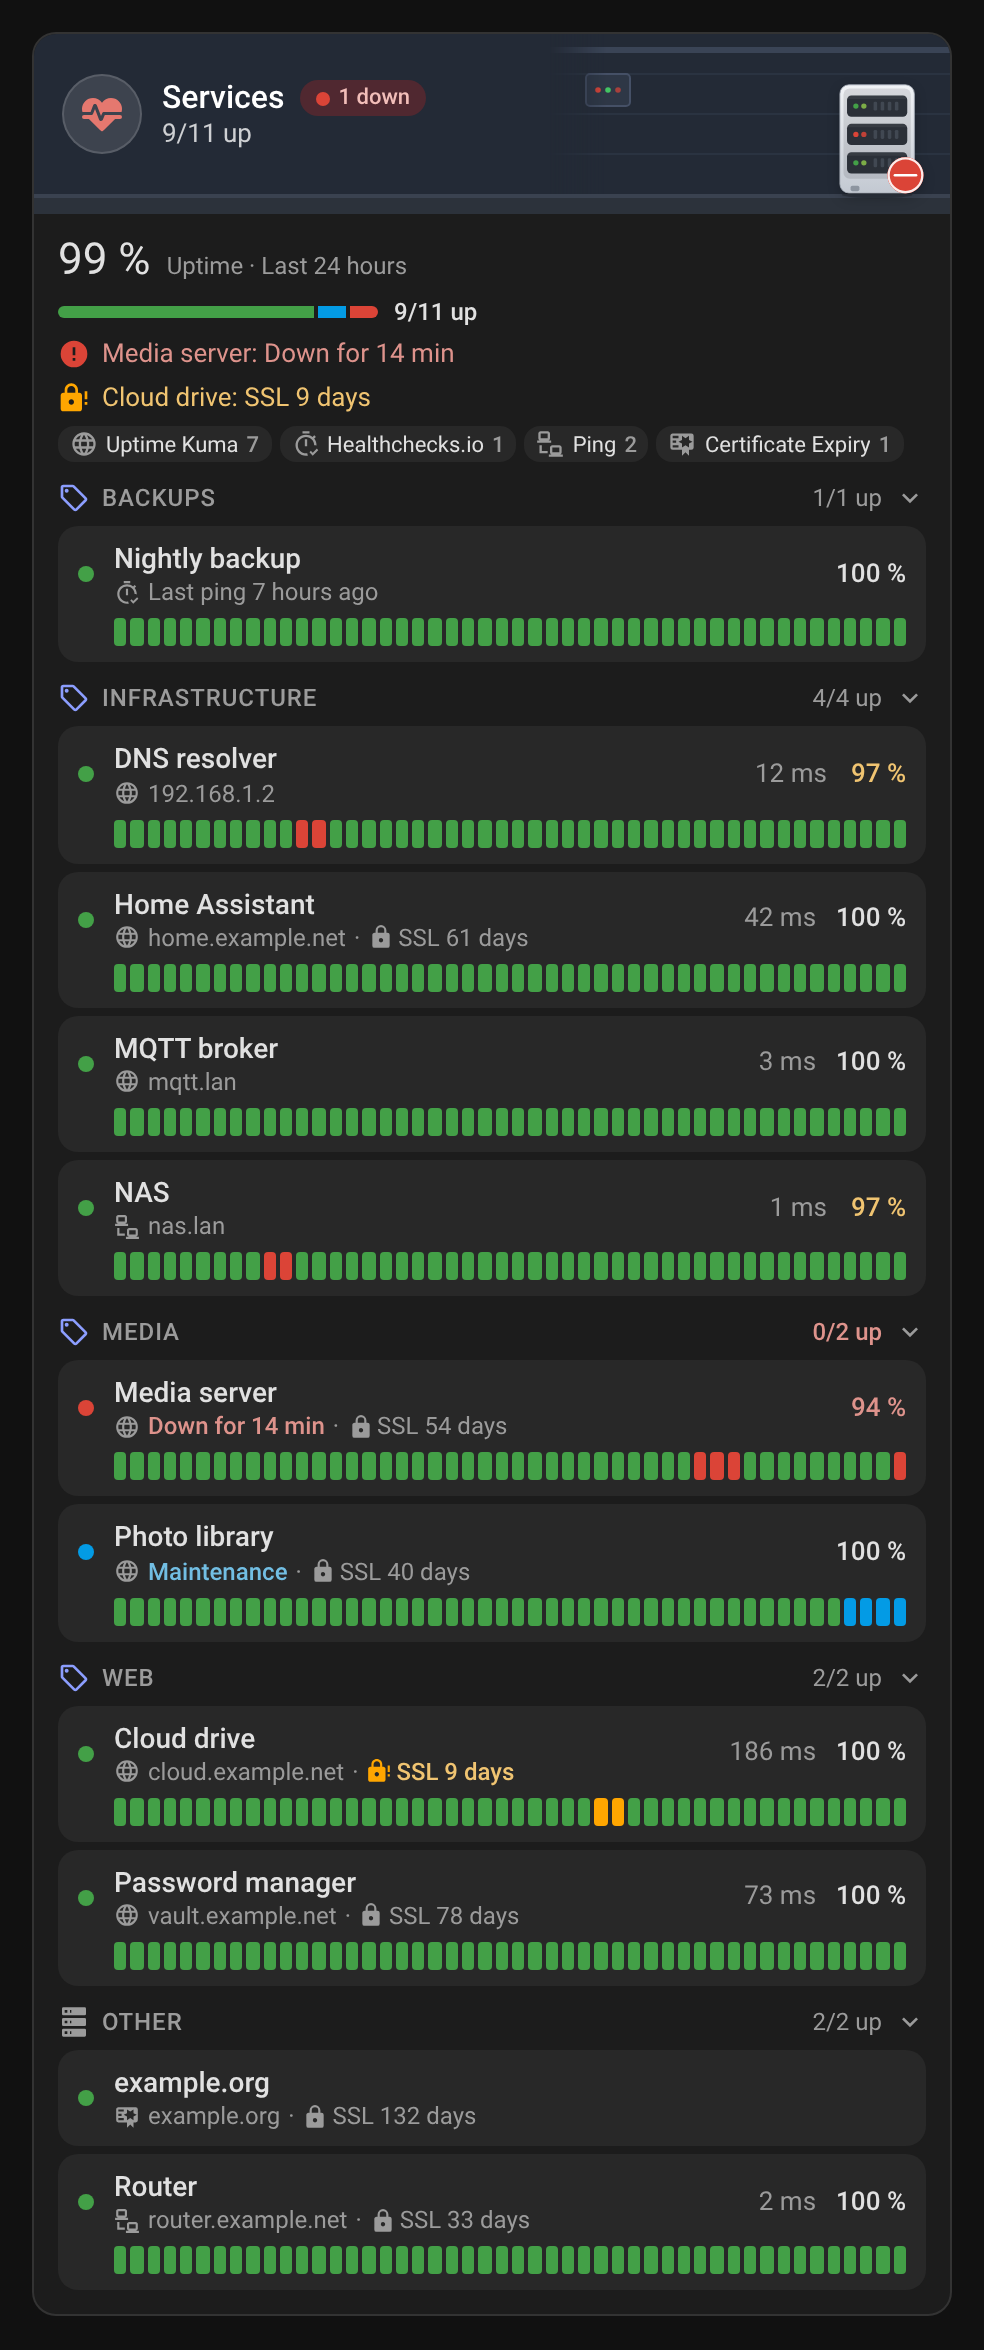 Services
1 down
9/11 up
99 % Uptime · Last 24 hours
9/11 up
Media server: Down for 14 min
Cloud drive: SSL 9 days
Uptime Kuma 7 Healthchecks.io 1 Ping 2 Certificate Expiry 1
BACKUPS 1/1 up
Nightly backup
100 %
Last ping 7 hours ago
INFRASTRUCTURE 4/4 up
DNS resolver
12 ms 97 %
192.168.1.2
Home Assistant
42 ms 100 %
home.example.net · SSL 61 days
MQTT broker
3 ms 100 %
mqtt.lan
NAS
1 ms 97 %
nas.lan
MEDIA 0/2 up
Media server
94 %
Down for 14 min · SSL 54 days
Photo library
100 %
Maintenance · SSL 40 days
WEB 2/2 up
Cloud drive
186 ms 100 %
cloud.example.net · SSL 9 days
Password manager
73 ms 100 %
vault.example.net · SSL 78 days
OTHER 2/2 up
example.org
example.org · SSL 132 days
Router
2 ms 100 %
router.example.net · SSL 33 days